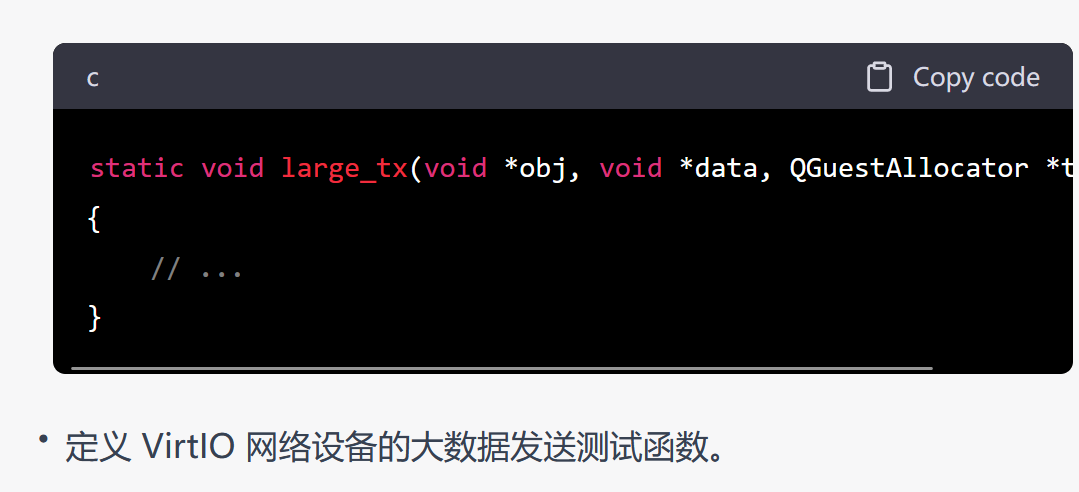 c
Copy code
static void large_tx(void *obj, void *data, QGuestAllocator *t
{
    // ...
}
• 定义 VirtIO 网络设备的大数据发送测试函数。